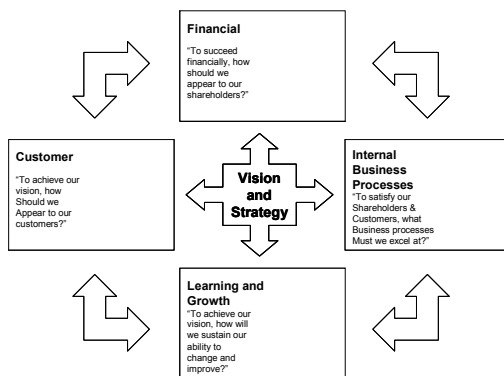 Financial
“To succeed
financially, how
should we
appear to our
shareholders?”
Customer
“To achieve our
vision, how
Should we
Appear to our
customers?”
Vision
and
Strategy
Internal
Business
Processes
“To satisfy our
Shareholders &
Customers, what
Business processes
Must we excel at?”
Learning and
Growth
“To achieve our
vision, how will
we sustain our
ability to
change and
improve?”